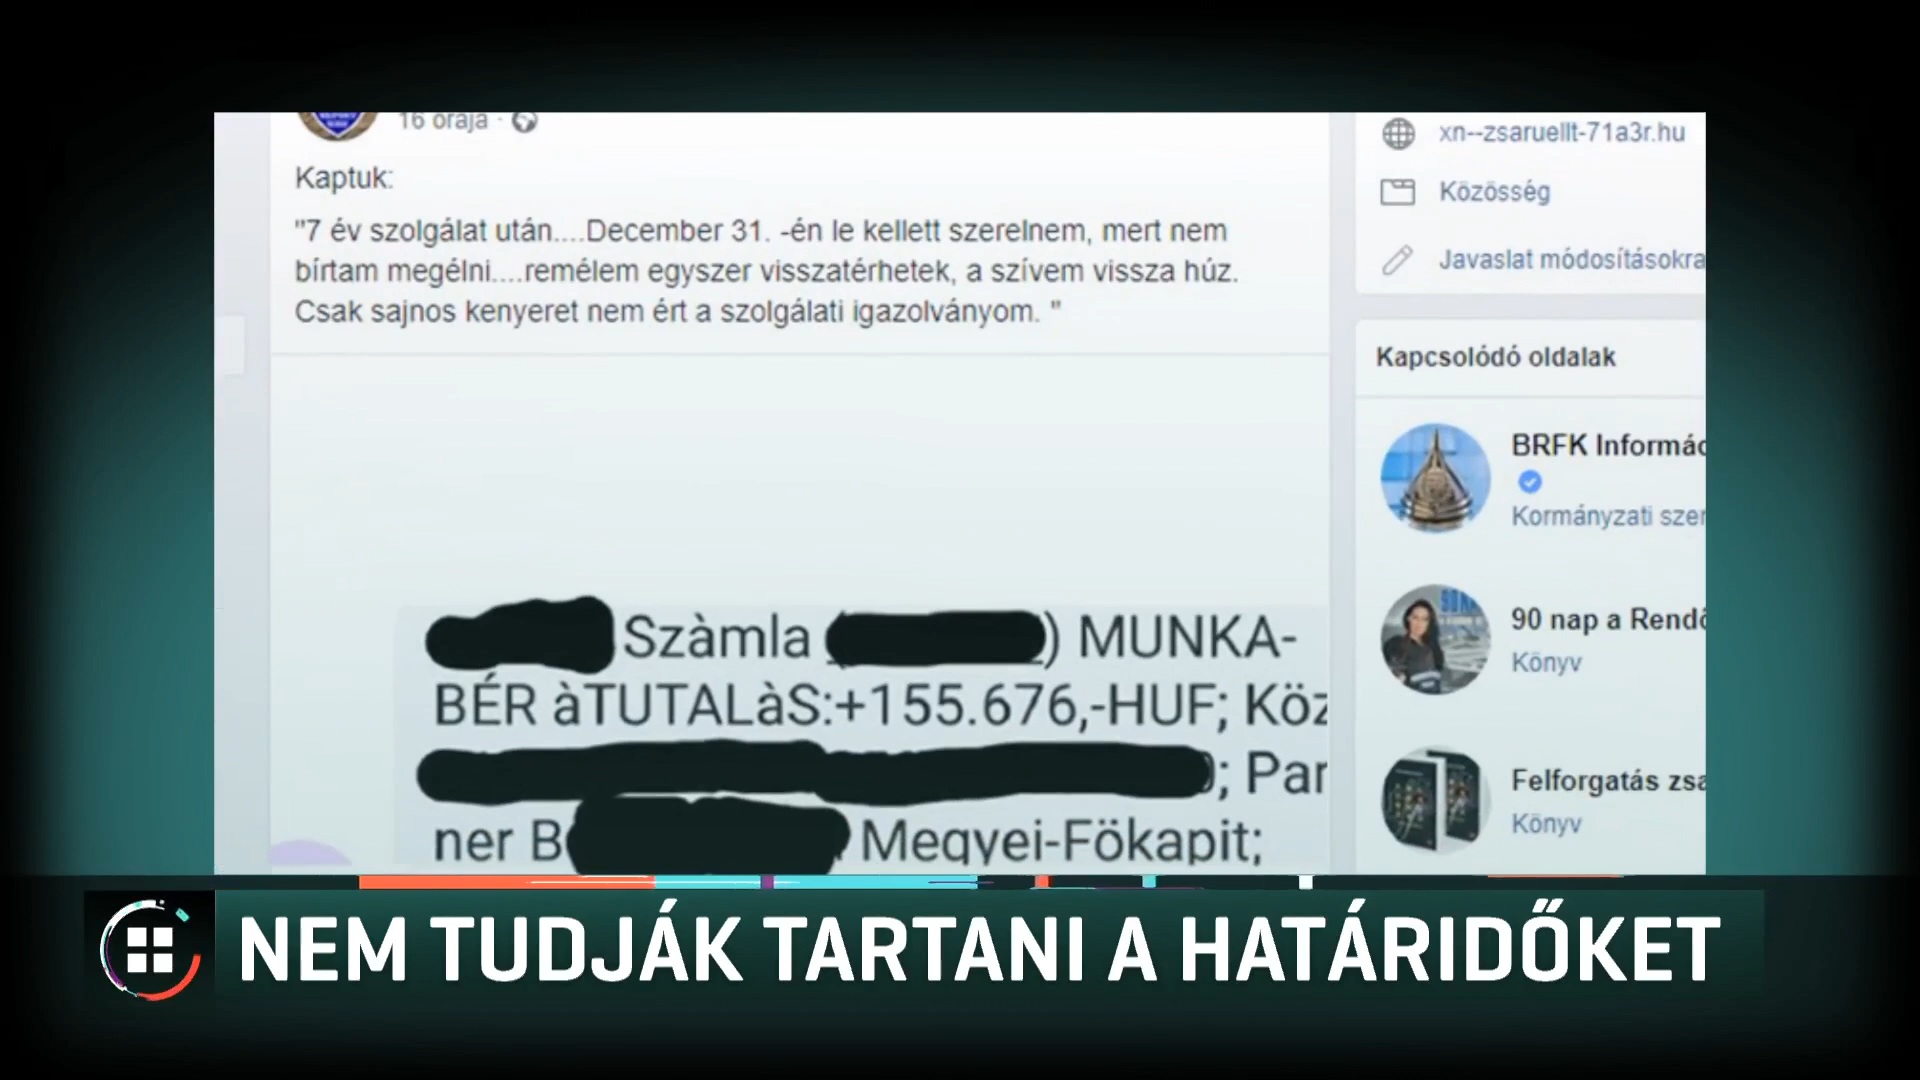 16 órája ·
Kaptuk:
"7 év szolgálat után....December 31. -én le kellett szerelnem, mert nem
bírtam megélni....remélem egyszer visszatérhetek, a szívem vissza húz.
Csak sajnos kenyeret nem ért a szolgálati igazolványom. "
Szàmla ) MUNKA-
BÉR àTUTALàS:+155.676,-HUF; Köz
; Par
ner B Megyei-Fökapit;
xn--zsaruellt-71a3r.hu
Közösség
Javaslat módosításokra
Kapcsolódó oldalak
BRFK Informác
Kormányzati szer
90 nap a Rendő
Könyv
Felforgatás zsa
Könyv
NEM TUDJÁK TARTANI A HATÁRIDŐKET